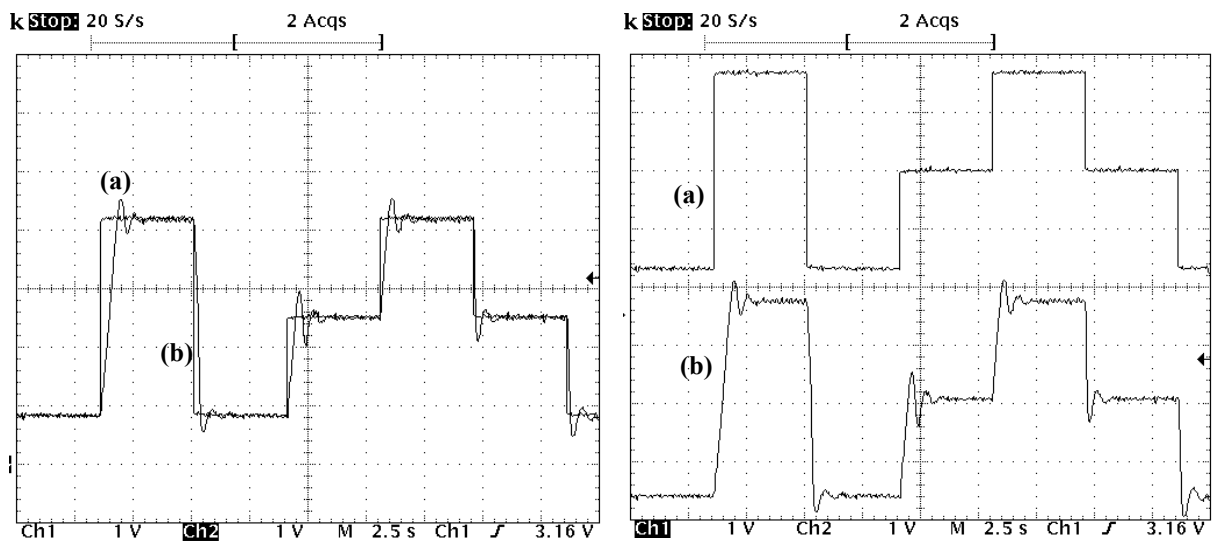 k Stop: 20 S/s 2 Acqs
(a)
(b)
Ch1 1 V Ch2 1 V M 2.5 s Ch1 3.16 V
k Stop: 20 S/s 2 Acqs
(a)
(b)
Ch1 1 V Ch2 1 V M 2.5 s Ch1 3.16 V